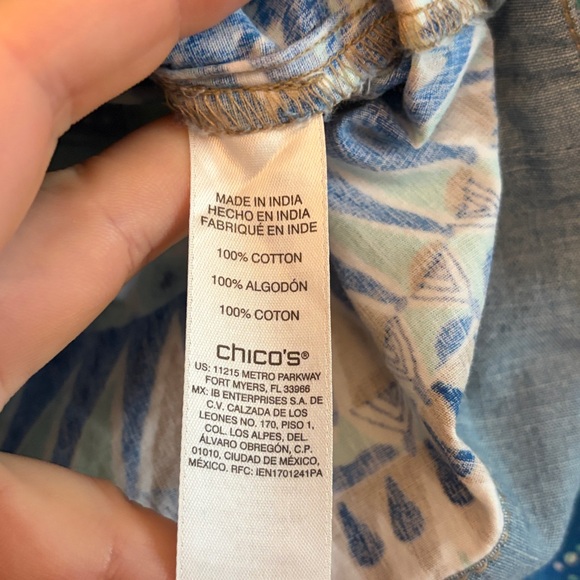 MADE IN INDIA
HECHO EN INDIA
FABRIQUÉ EN INDE
100% COTTON
100% ALGODÓN
100% COTON
chico's®
US: 11215 METRO PARKWAY
FORT MYERS, FL 33966
MX: IB ENTERPRISES S.A. DE
C.V. CALZADA DE LOS
LEONES NO. 170, PISO 1,
COL. LOS ALPES, DEL.
ÁLVARO OBREGÓN, C.P.
01010, CIUDAD DE MÉXICO,
MÉXICO. RFC: IEN1701241PA